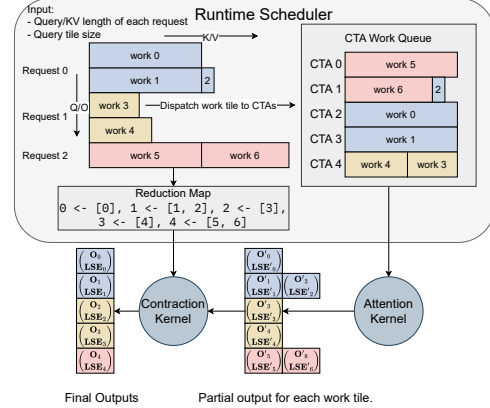 Input:
- Query/KV length of each request
- Query tile size
Runtime Scheduler
K/V
Request 0
work 0
work 1
2
Q/O
Request 1
work 3
work 4
Dispatch work tile to CTAs
Request 2
work 5
work 6
CTA Work Queue
CTA 0
work 5
CTA 1
work 6
2
CTA 2
work 0
CTA 3
work 1
CTA 4
work 4
work 3
Reduction Map
0 <- [0], 1 <- [1, 2], 2 <- [3],
3 <- [4], 4 <- [5, 6]
O0
LSE0
O1
LSE1
O2
LSE2
O3
LSE3
O4
LSE4
Contraction
Kernel
O'0
LSE'0
O'1
LSE'1
O'2
LSE'2
O'3
LSE'3
O'4
LSE'4
O'5
LSE'5
O'6
LSE'6
Attention
Kernel
Final Outputs
Partial output for each work tile.